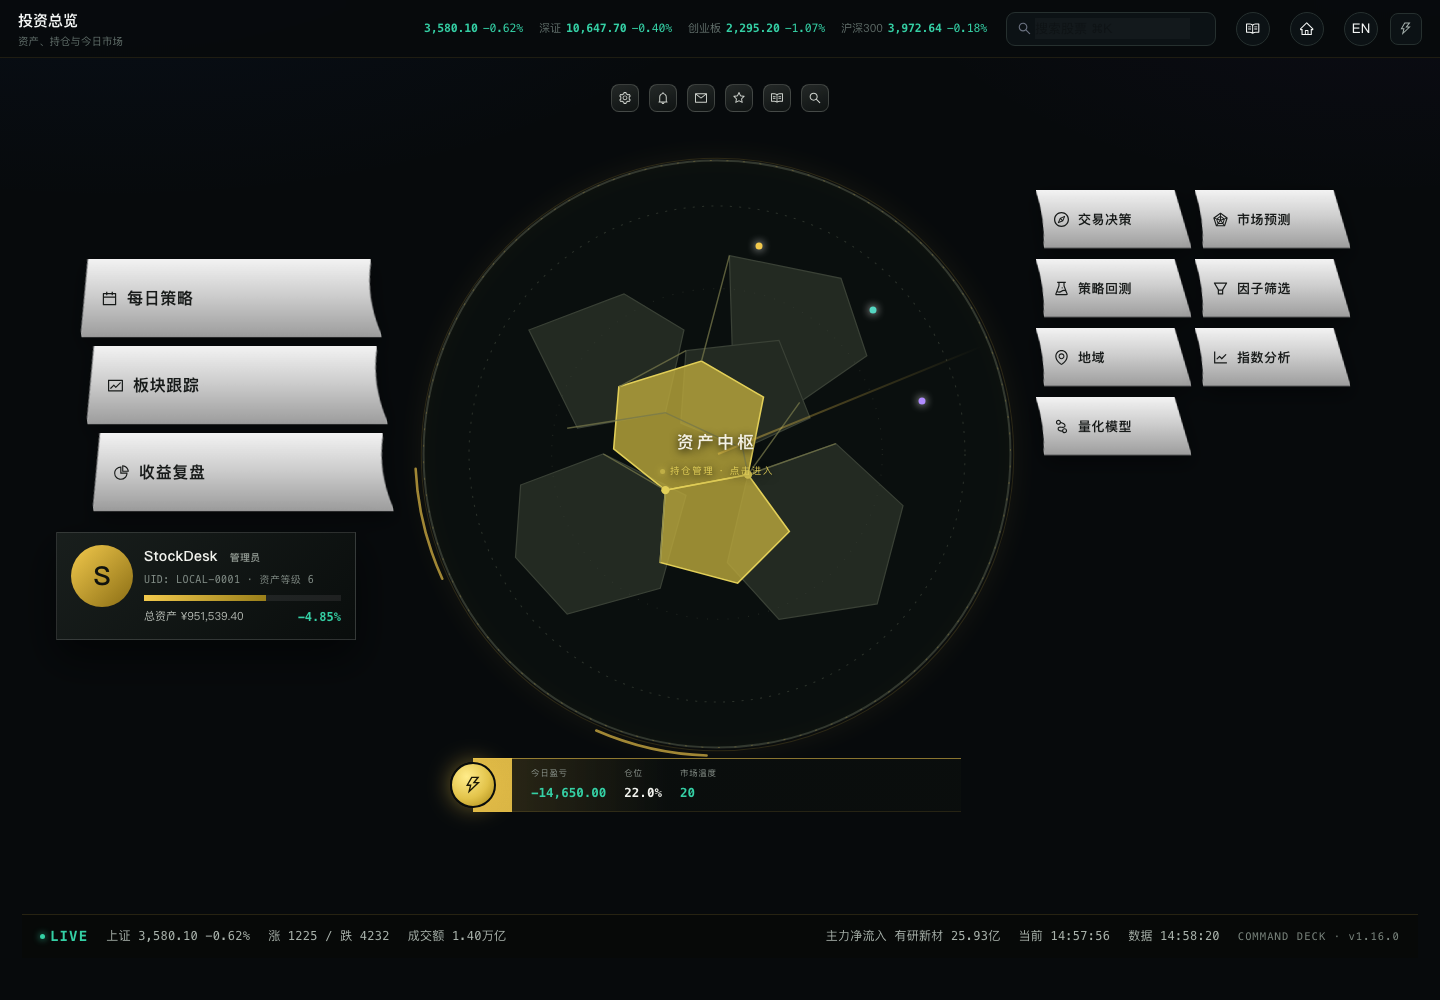 投资总览
资产、持仓与今日市场
3,580.10 −0.62% 深证 10,647.70 −0.40% 创业板 2,295.20 −1.07% 沪深300 3,972.64 −0.18%
EN
交易决策 市场预测
每日策略
策略回测 因子筛选
板块跟踪
地域 指数分析
收益复盘
量化模型
资产中枢
持仓管理 · 点击进入
S
StockDesk 管理员
UID: LOCAL-0001 · 资产等级 6
总资产 ¥951,539.40 −4.85%
今日盈亏 仓位 市场温度
−14,650.00 22.0% 20
LIVE 上证 3,580.10 −0.62% 涨 1225 / 跌 4232 成交额 1.40万亿
主力净流入 有研新材 25.93亿 当前 14:57:56 数据 14:58:20 COMMAND DECK · v1.16.0